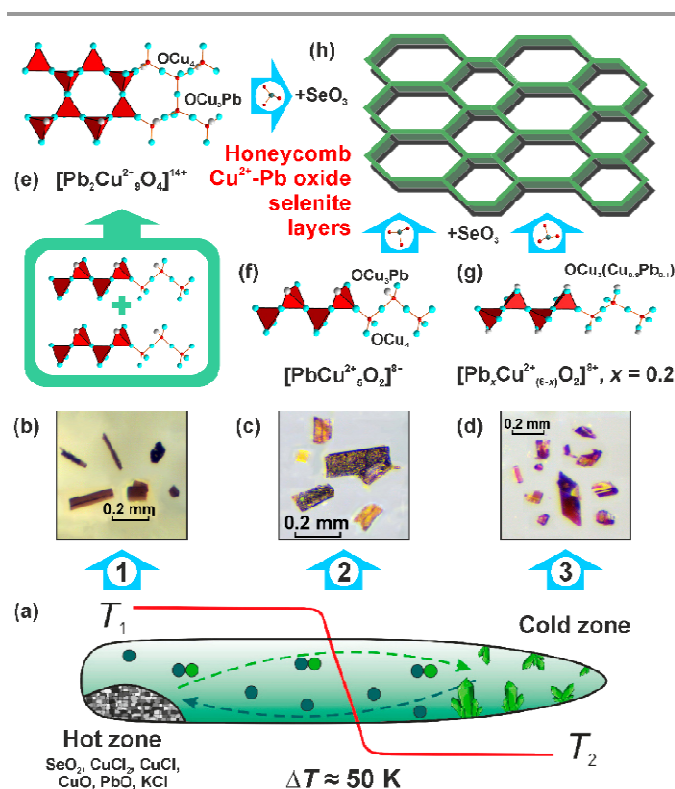 OCu₄
(h)
+SeO₃
OCu₃Pb
Honeycomb
Cu²⁺-Pb oxide
selenite
layers
(e) [Pb₂Cu²⁻₉O₄]¹⁴⁺
+SeO₃
+
(f) OCu₃Pb
OCu₄
(g) OCu₃(Cu₀.₉Pb₀.₁)
[PbCu²⁺₅O₂]⁸⁻
[PbₓCu²⁺₍₆₋ₓ₎O₂]⁸⁺, x = 0.2
(b) (c) (d)
0.2 mm
0.2 mm
0.2 mm
1 2 3
(a) T₁
Cold zone
Hot zone
T₂
SeO₂, CuCl₂, CuCl,
CuO, PbO, KCl
ΔT ≈ 50 K